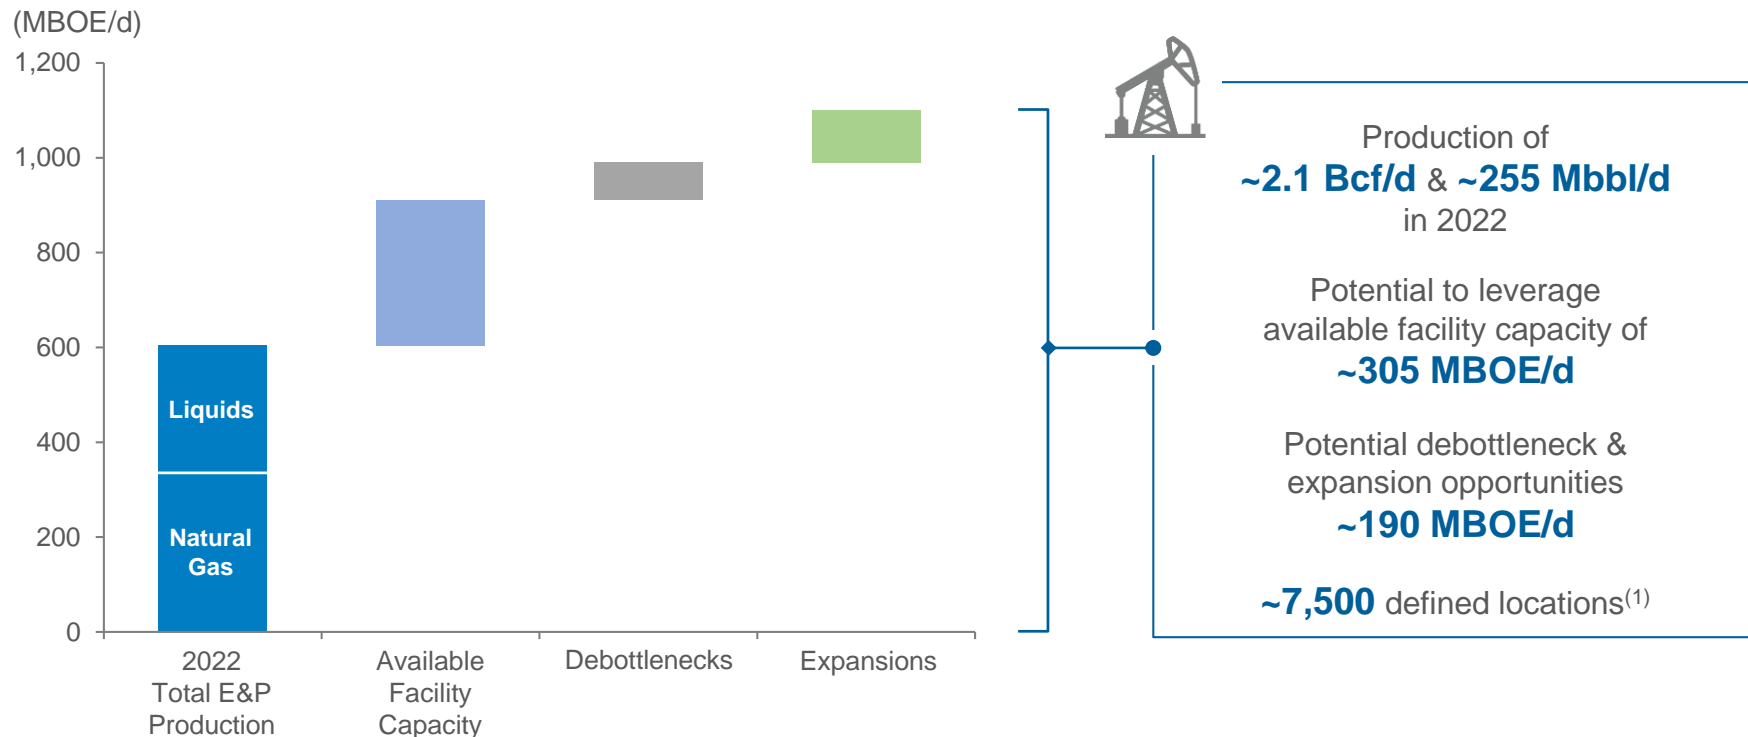 (MBOE/d)
1,200
1,000
800
600
400
200
0
Liquids
Natural
Gas
2022
Total E&P
Production
Available
Facility
Capacity
Debottlenecks
Expansions
Production of
~2.1 Bcf/d & ~255 Mbbl/d
in 2022
Potential to leverage
available facility capacity of
~305 MBOE/d
Potential debottleneck &
expansion opportunities
~190 MBOE/d
~7,500 defined locations(1)